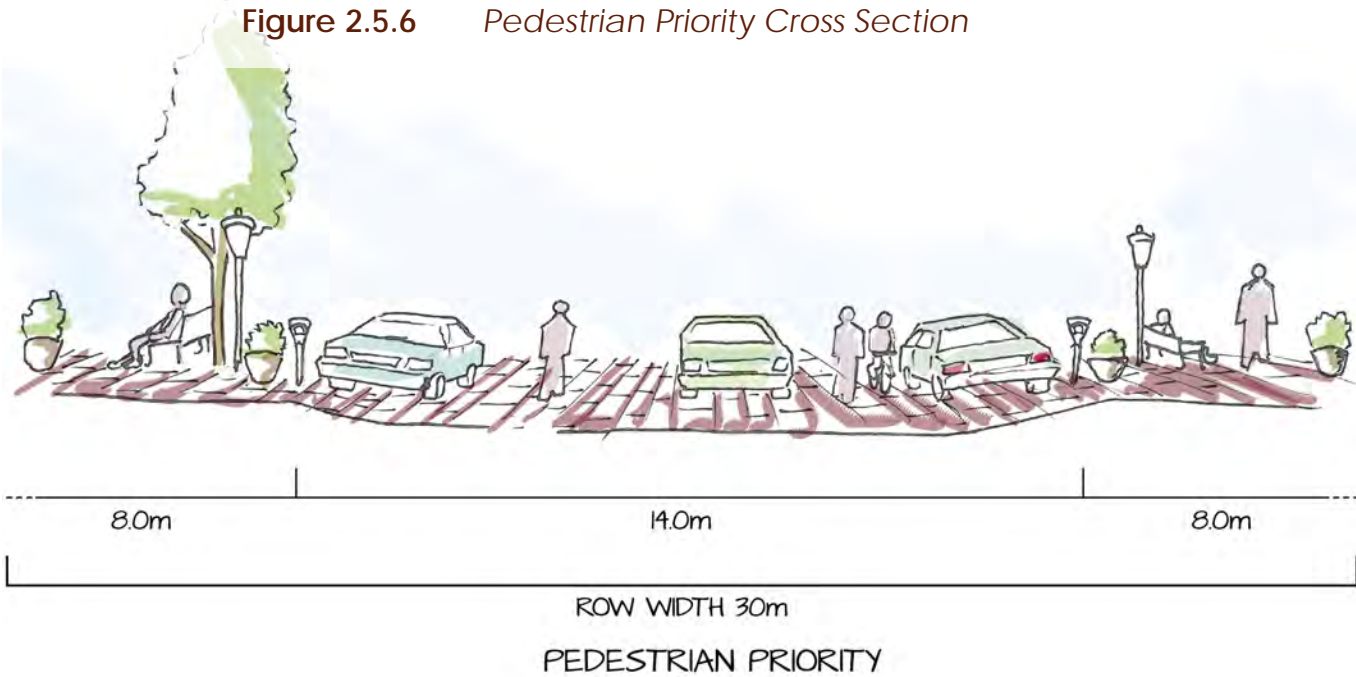 Figure 2.5.6 Pedestrian Priority Cross Section
8.0m 14.0m 8.0m
ROW WIDTH 30m
PEDESTRIAN PRIORITY